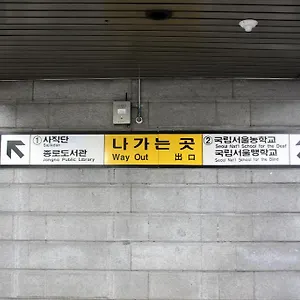 ① 사직단
Sajikdan
종로도서관
Jongno Public Library
나가는 곳
Way Out 出口
② 국립서울농학교
Seoul Nat'l School for the Deaf
국립서울맹학교
Seoul Nat'l School for the Blind